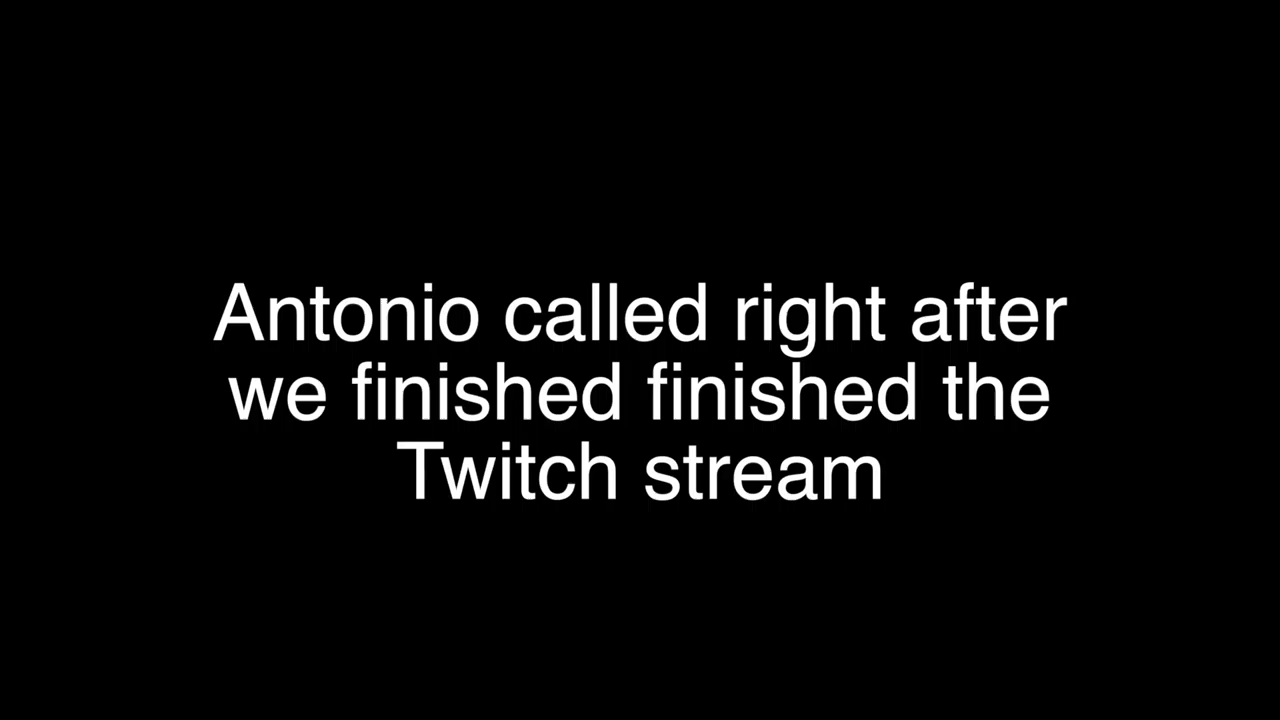 Antonio called right after
we finished finished the
Twitch stream